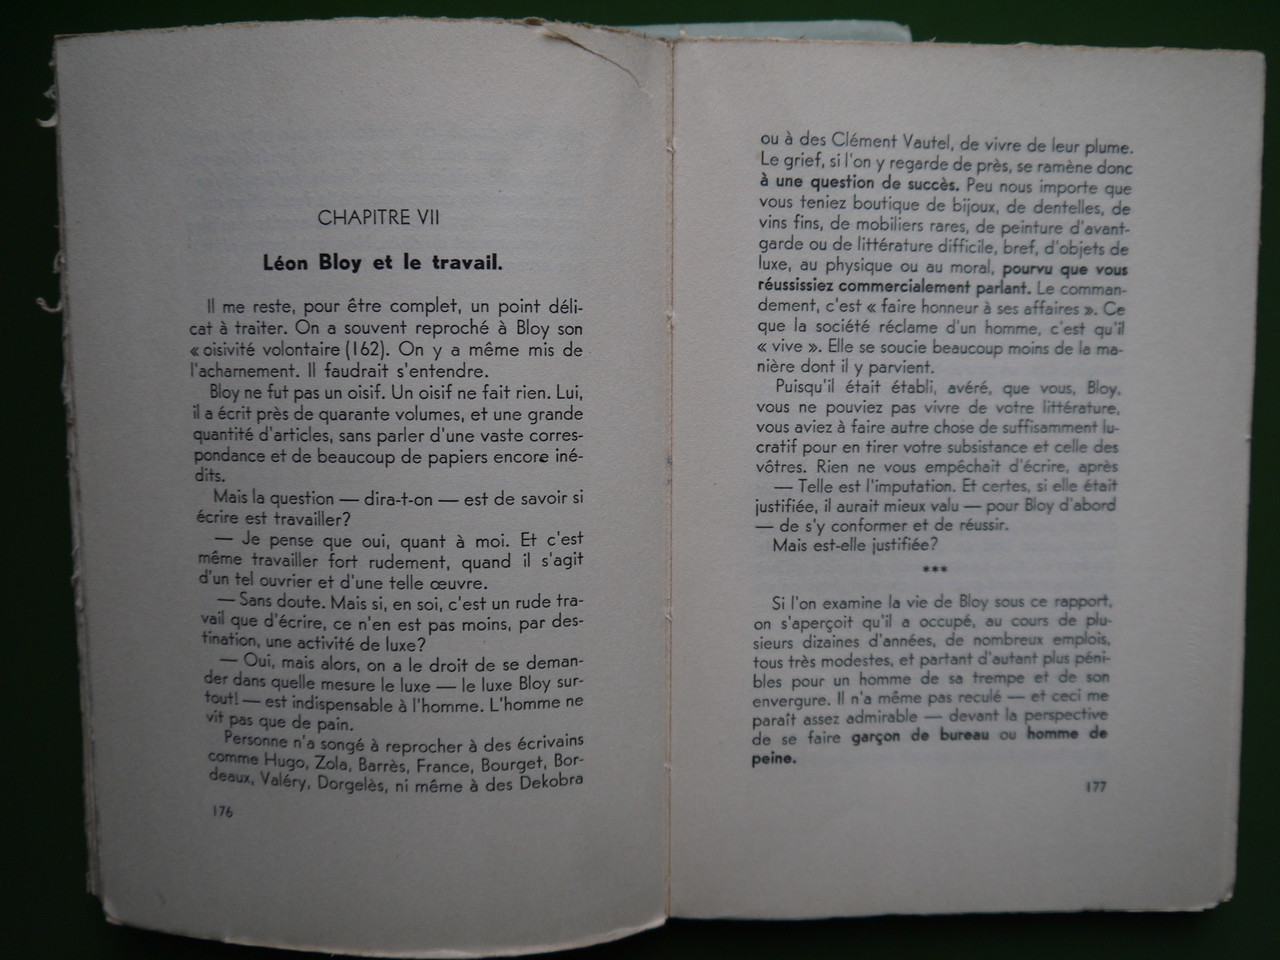 CHAPITRE VII
Léon Bloy et le travail.
Il me reste, pour être complet, un point déli-
cat à traiter. On a souvent reproché à Bloy son
« oisivité volontaire (162). On y a même mis de
l'acharnement. Il faudrait s'entendre.
Bloy ne fut pas un oisif. Un oisif ne fait rien. Lui,
il a écrit près de quarante volumes, et une grande
quantité d'articles, sans parler d'une vaste corres-
pondance et de beaucoup de papiers encore iné-
dits.
Mais la question — dira-t-on — est de savoir si
écrire est travailler?
— Je pense que oui, quant à moi. Et c'est
même travailler fort rudement, quand il s'agit
d'un tel ouvrier et d'une telle œuvre.
— Sans doute. Mais si, en soi, c'est un rude tra-
vail que d'écrire, ce n'en est pas moins, par des-
tination, une activité de luxe?
— Oui, mais alors, on a le droit de se deman-
der dans quelle mesure le luxe — le luxe Bloy sur-
tout! — est indispensable à l'homme. L'homme ne
vit pas que de pain.
Personne n'a songé à reprocher à des écrivains
comme Hugo, Zola, Barrès, France, Bourget, Bor-
deaux, Valéry, Dorgelès, ni même à des Dekobra
176
ou à des Clément Vautel, de vivre de leur plume.
Le grief, si l'on y regarde de près, se ramène donc
à une question de succès. Peu nous importe que
vous teniez boutique de bijoux, de dentelles, de
vins fins, de mobiliers rares, de peinture d'avant-
garde ou de littérature difficile, bref, d'objets de
luxe, au physique ou au moral, pourvu que vous
réussissiez commercialement parlant. Le comman-
dement, c'est « faire honneur à ses affaires ». Ce
que la société réclame d'un homme, c'est qu'il
« vive ». Elle se soucie beaucoup moins de la ma-
nière dont il y parvient.
Puisqu'il était établi, avéré, que vous, Bloy,
vous ne pouviez pas vivre de votre littérature,
vous aviez à faire autre chose de suffisamment lu-
cratif pour en tirer votre subsistance et celle des
vôtres. Rien ne vous empêchait d'écrire, après
— Telle est l'imputation. Et certes, si elle était
justifiée, il aurait mieux valu — pour Bloy d'abord
— de s'y conformer et de réussir.
Mais est-elle justifiée?
***
Si l'on examine la vie de Bloy sous ce rapport,
on s'aperçoit qu'il a occupé, au cours de plu-
sieurs dizaines d'années, de nombreux emplois,
tous très modestes, et partant d'autant plus péni-
bles pour un homme de sa trempe et de son
envergure. Il n'a même pas reculé — et ceci me
paraît assez admirable — devant la perspective
de se faire garçon de bureau ou homme de
peine.
177